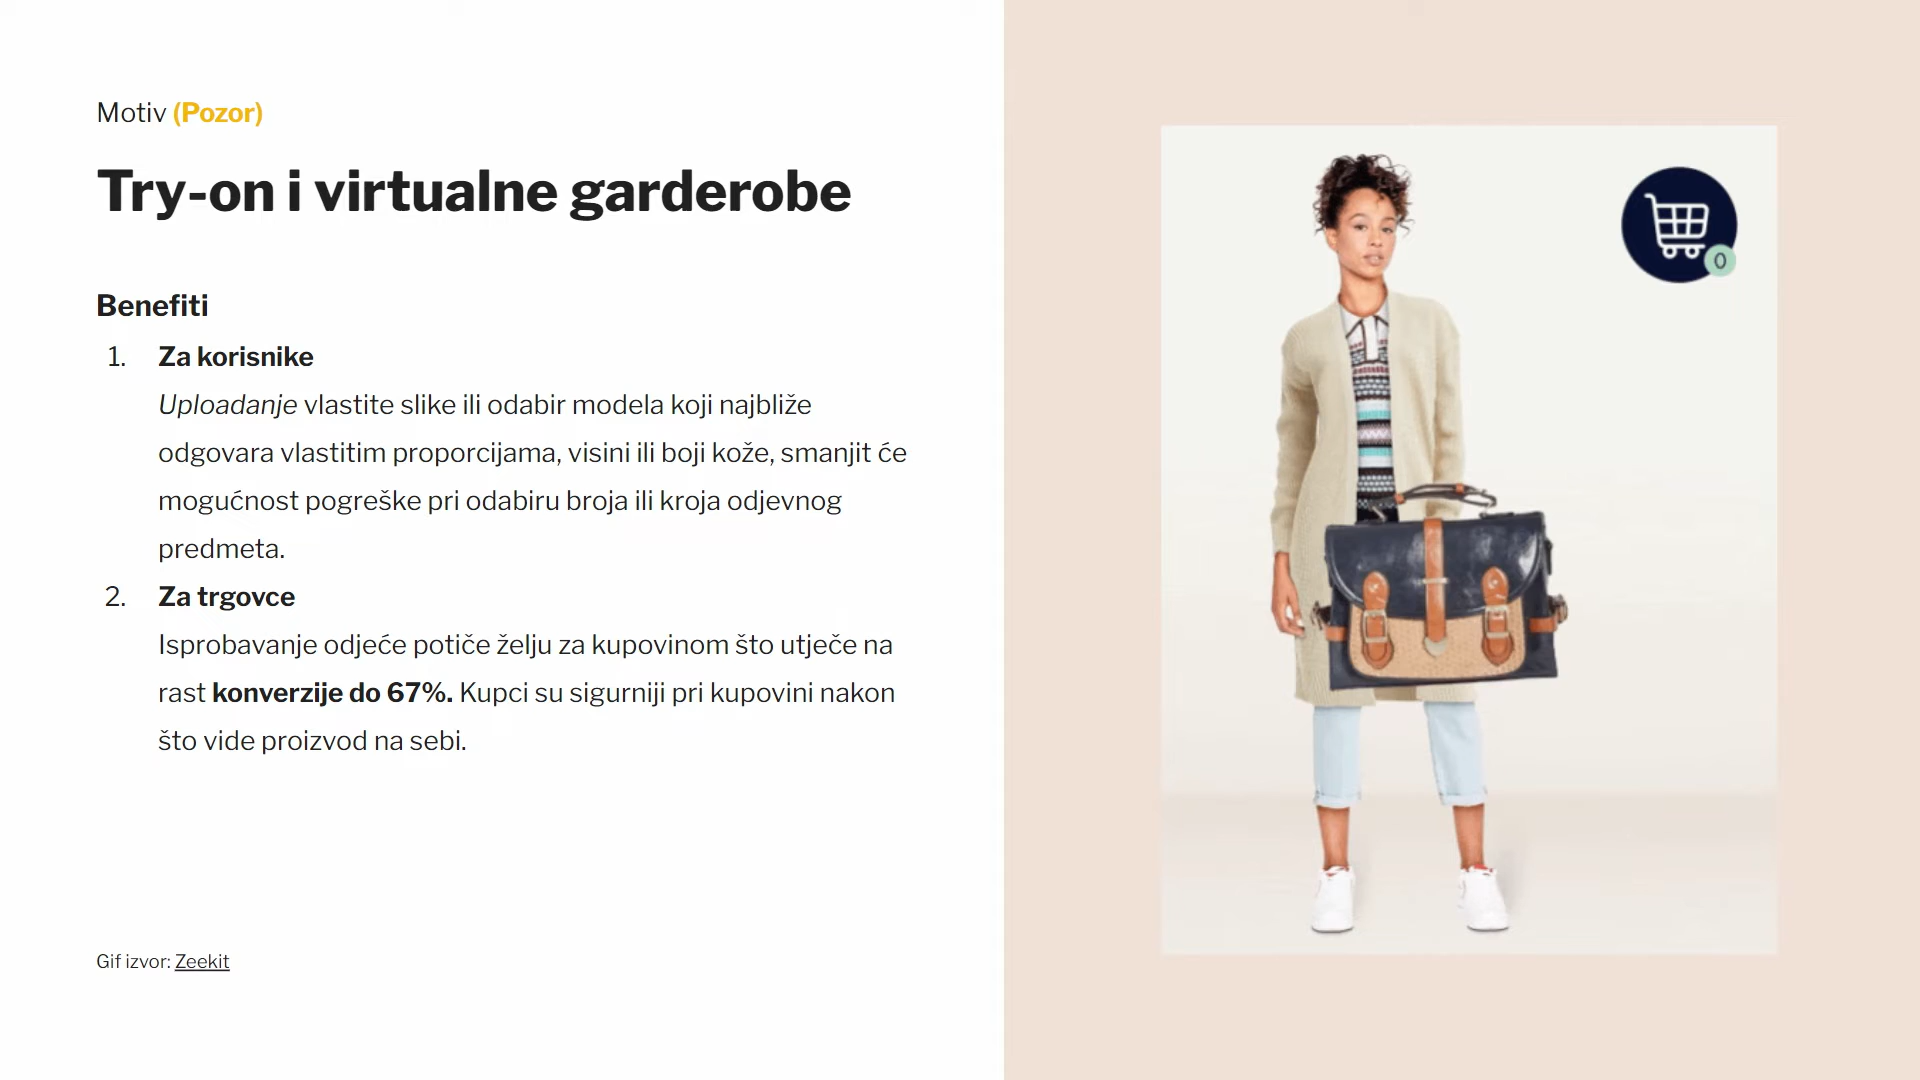 Motiv (Pozor)
Try-on i virtualne garderobe
Benefiti
1. Za korisnike
Uploadanje vlastite slike ili odabir modela koji najbliže
odgovara vlastitim proporcijama, visini ili boji kože, smanjit će
mogućnost pogreške pri odabiru broja ili kroja odjevnog
predmeta.
2. Za trgovce
Isprobavanje odjeće potiče želju za kupovinom što utječe na
rast konverzije do 67%. Kupci su sigurniji pri kupovini nakon
što vide proizvod na sebi.
Gif izvor: Zeekit
0